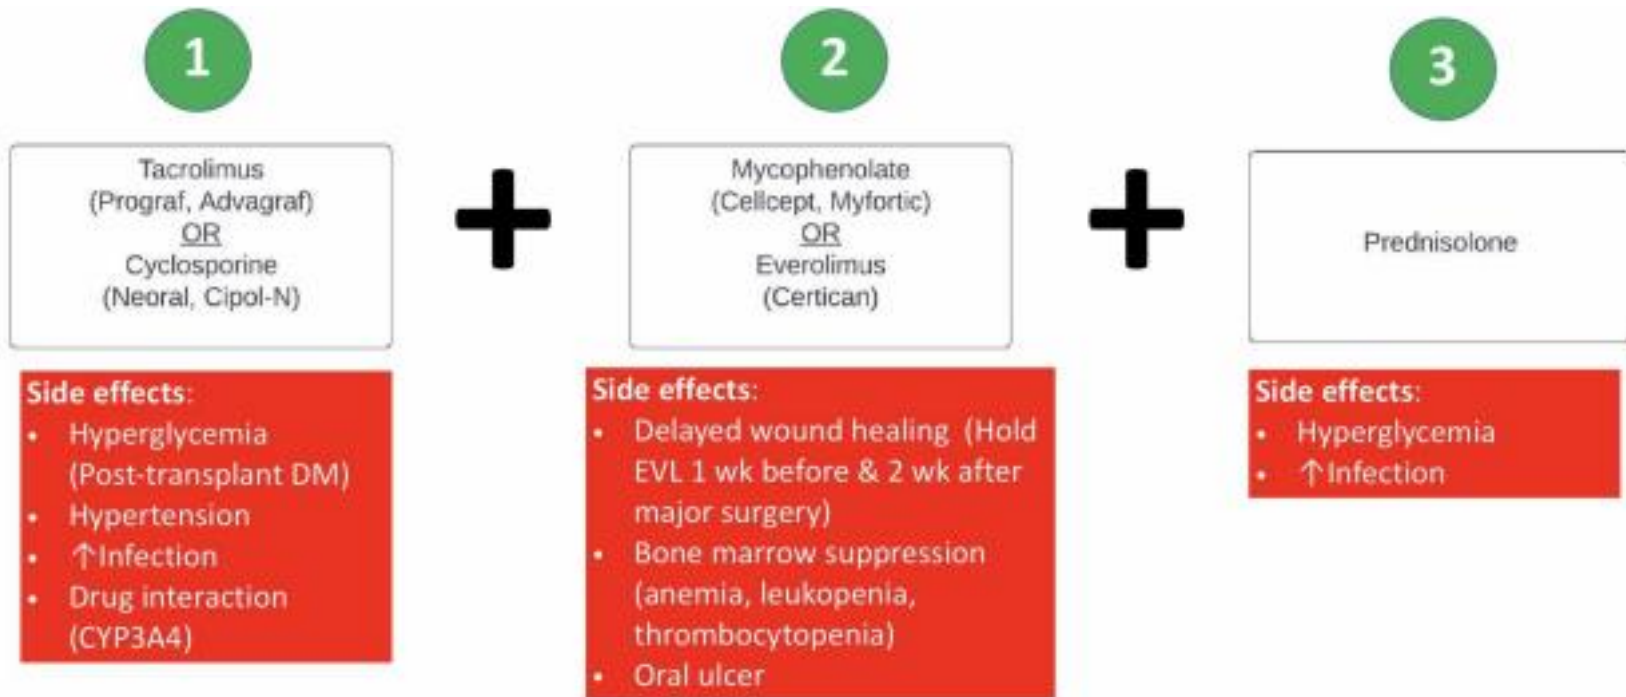 1
Tacrolimus
(Prograf, Advagraf)
OR
Cyclosporine
(Neoral, Cipol-N)
Side effects:
• Hyperglycemia
(Post-transplant DM)
• Hypertension
• ↑Infection
• Drug interaction
(CYP3A4)
2
Mycophenolate
(Cellcept, Myfortic)
OR
Everolimus
(Certican)
Side effects:
• Delayed wound healing (Hold
EVL 1 wk before & 2 wk after
major surgery)
• Bone marrow suppression
(anemia, leukopenia,
thrombocytopenia)
• Oral ulcer
3
Prednisolone
Side effects:
• Hyperglycemia
• ↑Infection